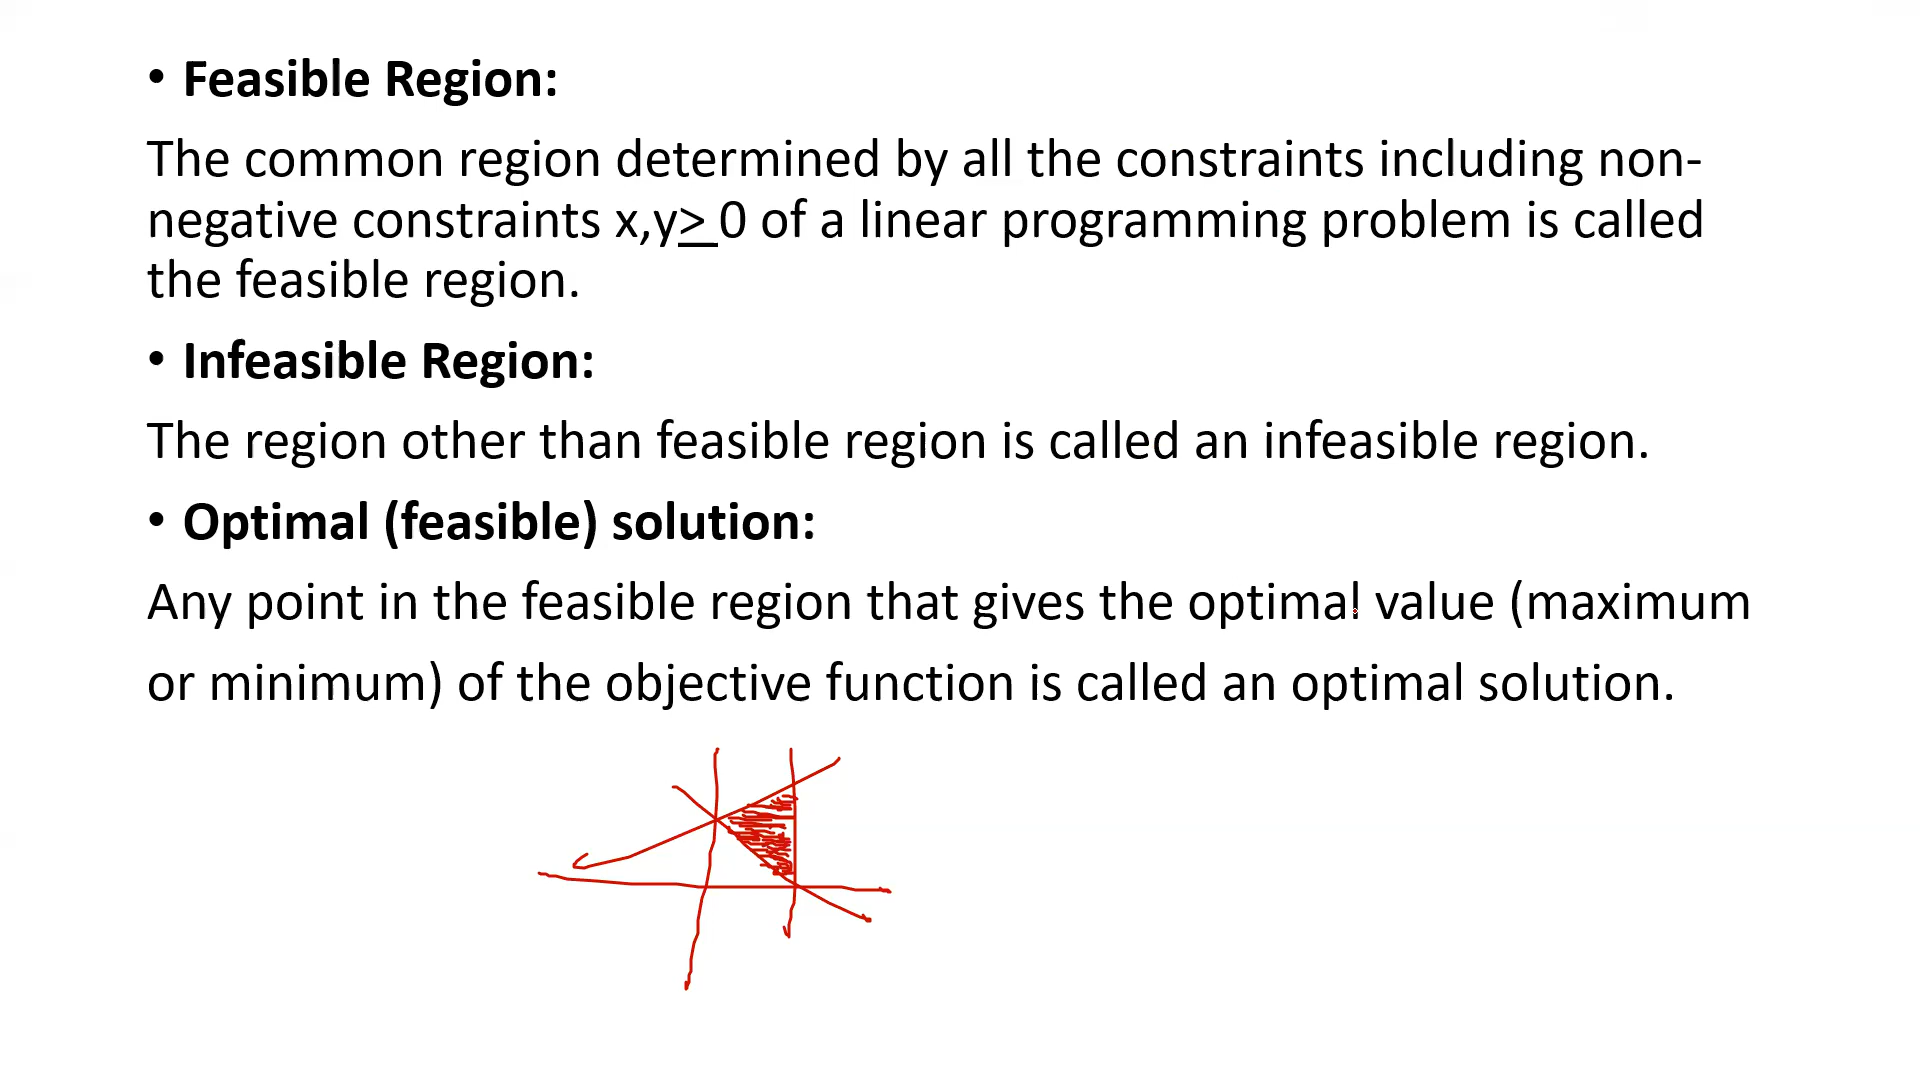 • Feasible Region:
The common region determined by all the constraints including non-
negative constraints x,y> 0 of a linear programming problem is called
the feasible region.
• Infeasible Region:
The region other than feasible region is called an infeasible region.
• Optimal (feasible) solution:
Any point in the feasible region that gives the optimal value (maximum
or minimum) of the objective function is called an optimal solution.